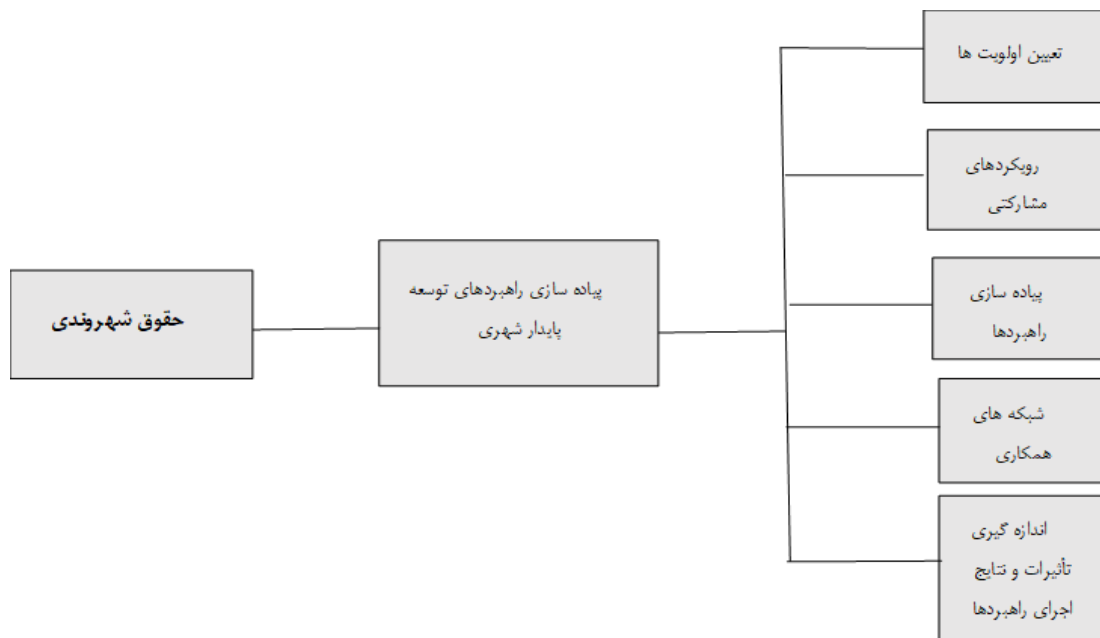 تعیین اولویت ها
رویکردهای
مشارکتی
پیاده سازی
راهبردها
شبکه های
همکاری
اندازه گیری
تأثیرات و نتایج
اجرای راهبردها
پیاده سازی راهبردهای توسعه
پایدار شهری
حقوق شهروندی